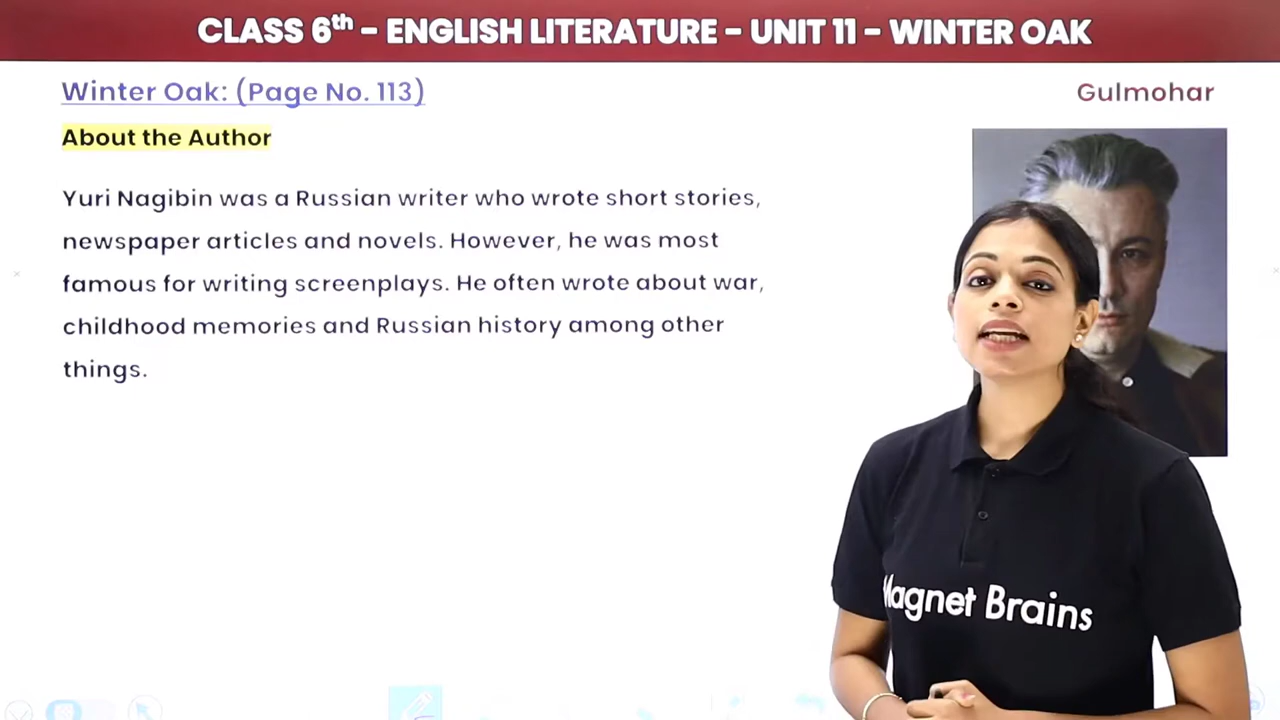 CLASS 6th – ENGLISH LITERATURE – UNIT 11 – WINTER OAK
Winter Oak: (Page No. 113)
Gulmohar
About the Author
Yuri Nagibin was a Russian writer who wrote short stories,
newspaper articles and novels. However, he was most
famous for writing screenplays. He often wrote about war,
childhood memories and Russian history among other
things.
Magnet Brains